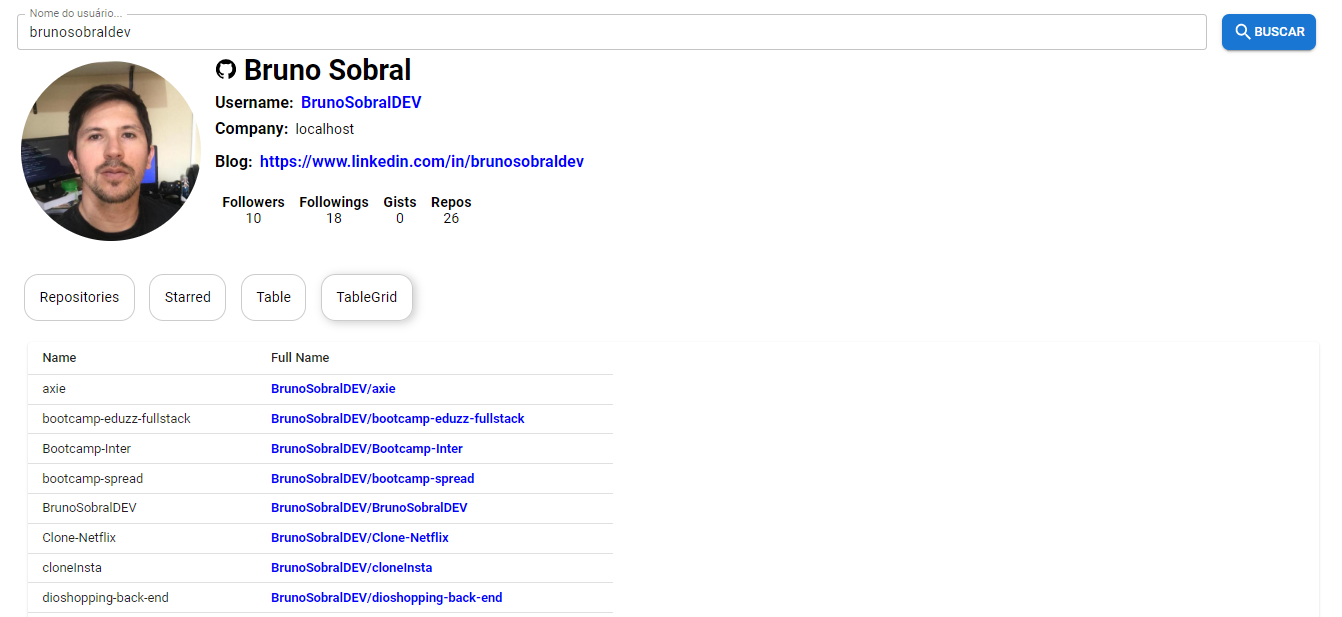 Nome do usuário...
brunosobraldev
BUSCAR
Bruno Sobral
Username: BrunoSobralDEV
Company: localhost
Blog: https://www.linkedin.com/in/brunosobraldev
Followers Followings Gists Repos
10 18 0 26
Repositories Starred Table TableGrid
Name Full Name
axie BrunoSobralDEV/axie
bootcamp-eduzz-fullstack BrunoSobralDEV/bootcamp-eduzz-fullstack
Bootcamp-Inter BrunoSobralDEV/Bootcamp-Inter
bootcamp-spread BrunoSobralDEV/bootcamp-spread
BrunoSobralDEV BrunoSobralDEV/BrunoSobralDEV
Clone-Netflix BrunoSobralDEV/Clone-Netflix
cloneInsta BrunoSobralDEV/cloneInsta
dioshopping-back-end BrunoSobralDEV/dioshopping-back-end